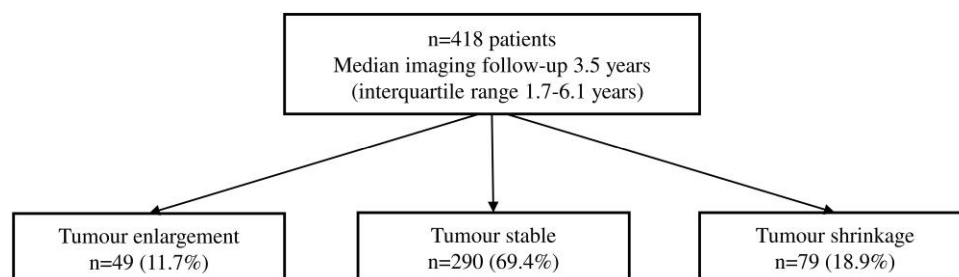 n=418 patients
Median imaging follow-up 3.5 years
(interquartile range 1.7-6.1 years)
Tumour enlargement
n=49 (11.7%)
Tumour stable
n=290 (69.4%)
Tumour shrinkage
n=79 (18.9%)